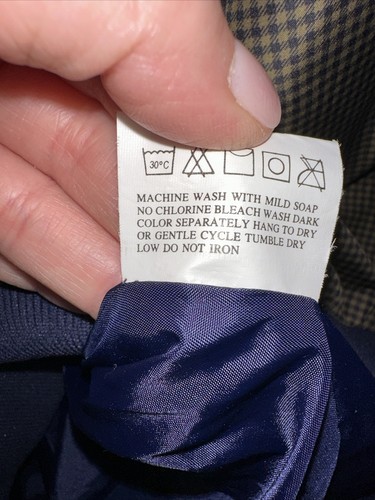 30°C
MACHINE WASH WITH MILD SOAP
NO CHLORINE BLEACH WASH DARK
COLOR SEPARATELY HANG TO DRY
OR GENTLE CYCLE TUMBLE DRY
LOW DO NOT IRON